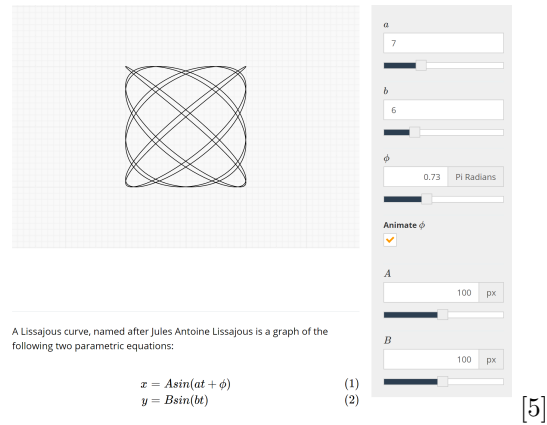 a
7
b
6
ϕ
0.73 Pi Radians
Animate ϕ
A
100 px
B
100 px
A Lissajous curve, named after Jules Antoine Lissajous is a graph of the
following two parametric equations:
x = Asin(at + ϕ) (1)
y = Bsin(bt) (2)
[5]